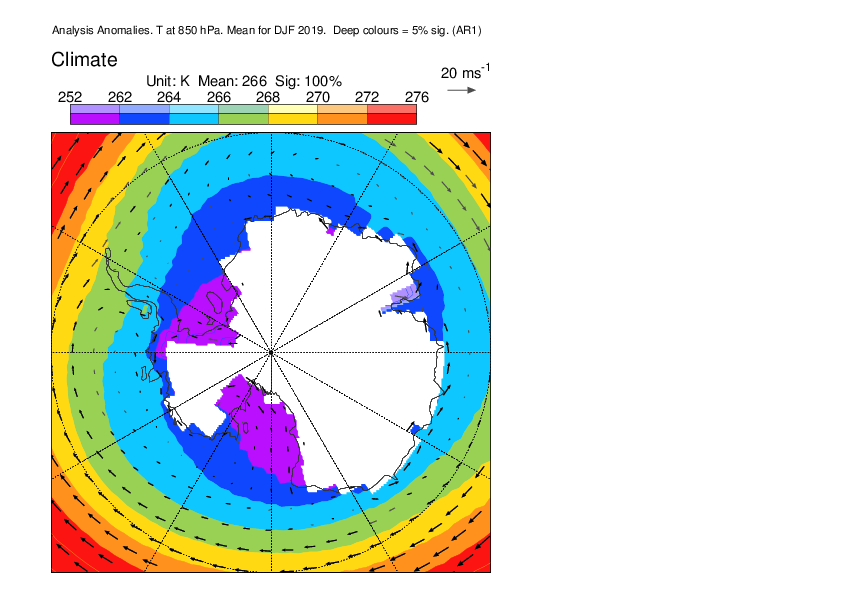 Analysis Anomalies. T at 850 hPa. Mean for DJF 2019. Deep colours = 5% sig. (AR1)
Climate
20 ms-1
Unit: K Mean: 266 Sig: 100%
252 262 264 266 268 270 272 276